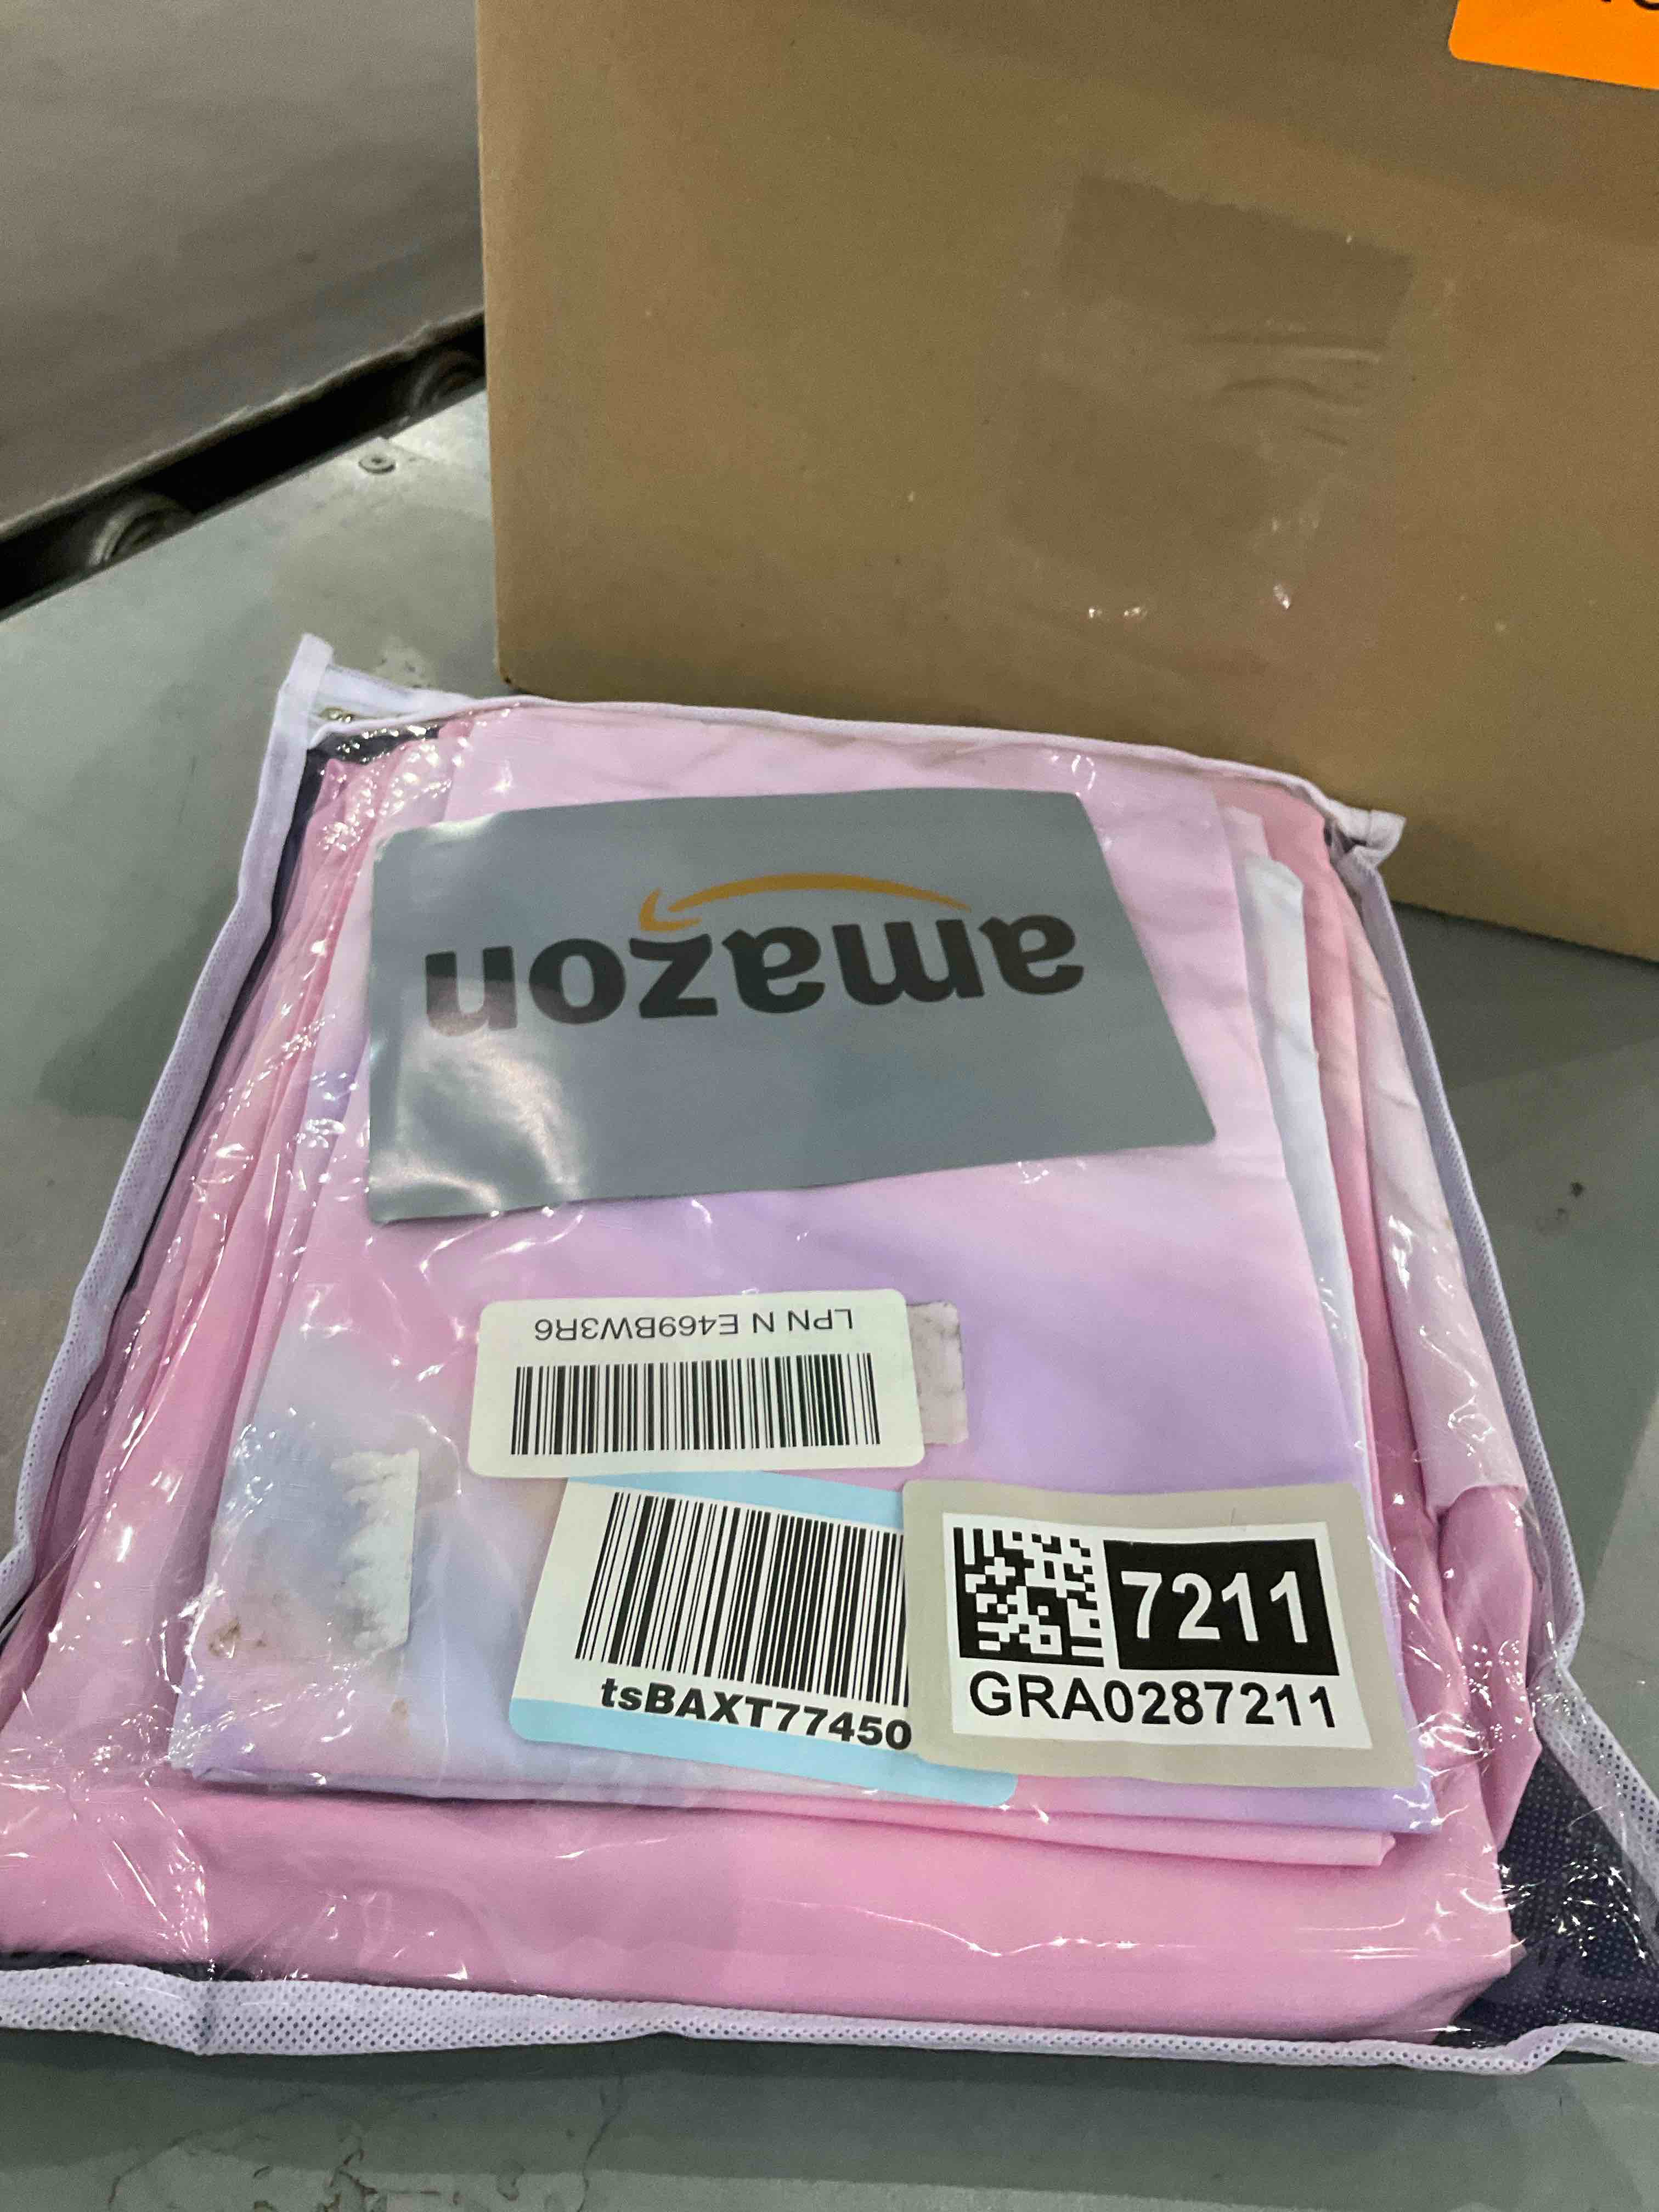 amazon
LPN N E469BW3R6
tsBAXT77450
7211
GRA0287211